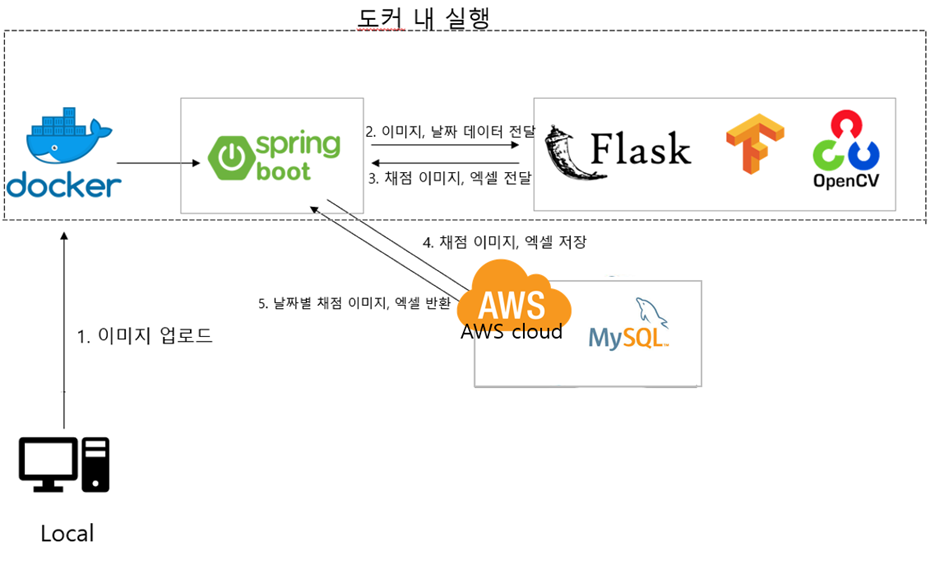 도커 내 실행
docker
spring
boot
2. 이미지, 날짜 데이터 전달
3. 채점 이미지, 엑셀 전달
Flask
OpenCV
4. 채점 이미지, 엑셀 저장
5. 날짜별 채점 이미지, 엑셀 반환
AWS
AWS cloud
MySQL
1. 이미지 업로드
Local